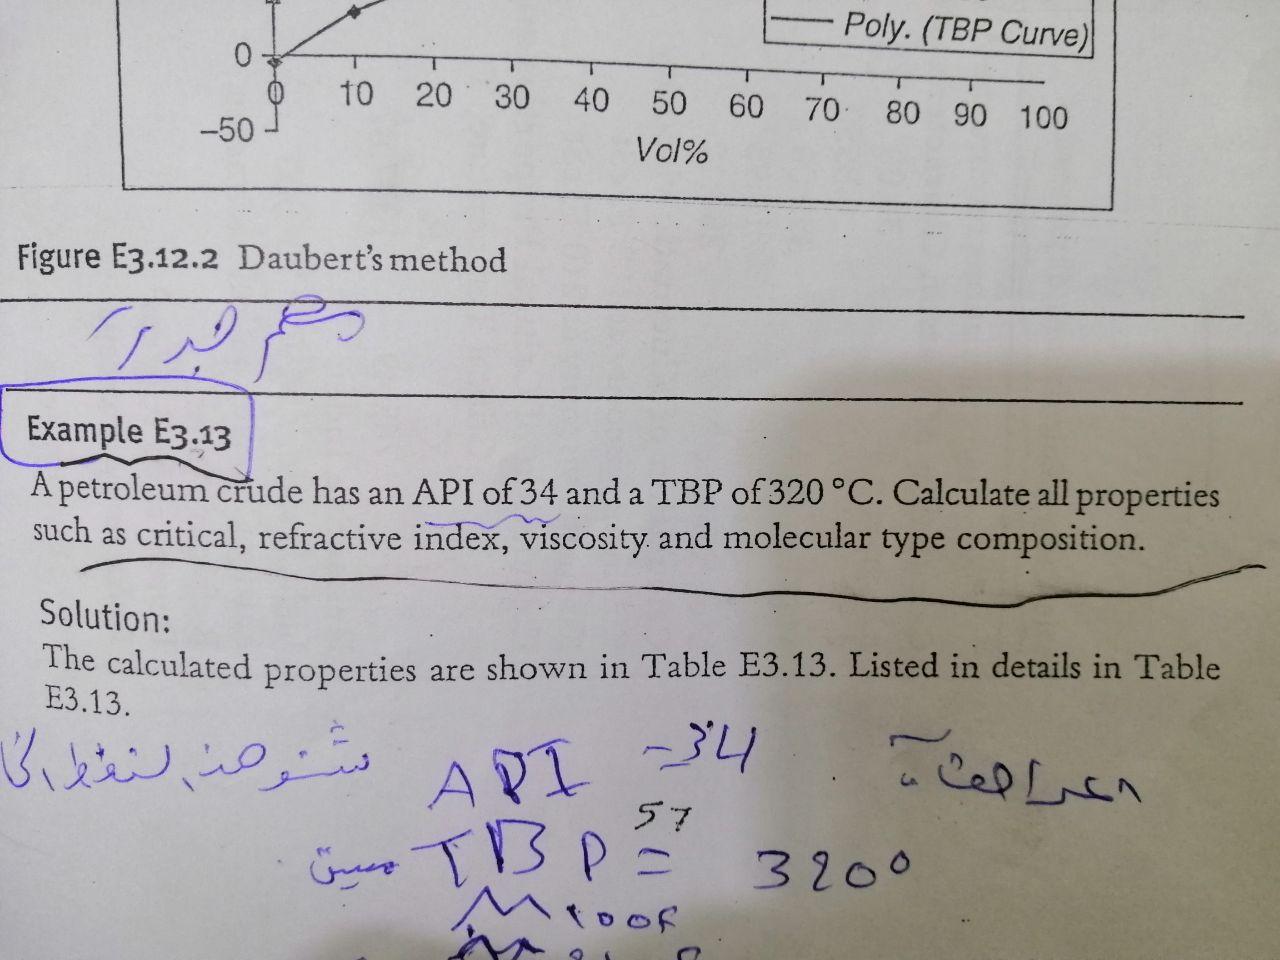 Poly. (TBP Curve)
0
0 10 20 30 40 50 60 70 80 90 100
-50
Vol%
Figure E3.12.2 Daubert's method
Example E3.13
A petroleum crude has an API of 34 and a TBP of 320 °C. Calculate all properties
such as critical, refractive index, viscosity and molecular type composition.
Solution:
The calculated properties are shown in Table E3.13. Listed in details in Table
E3.13.
API 34
57
TBP = 320°